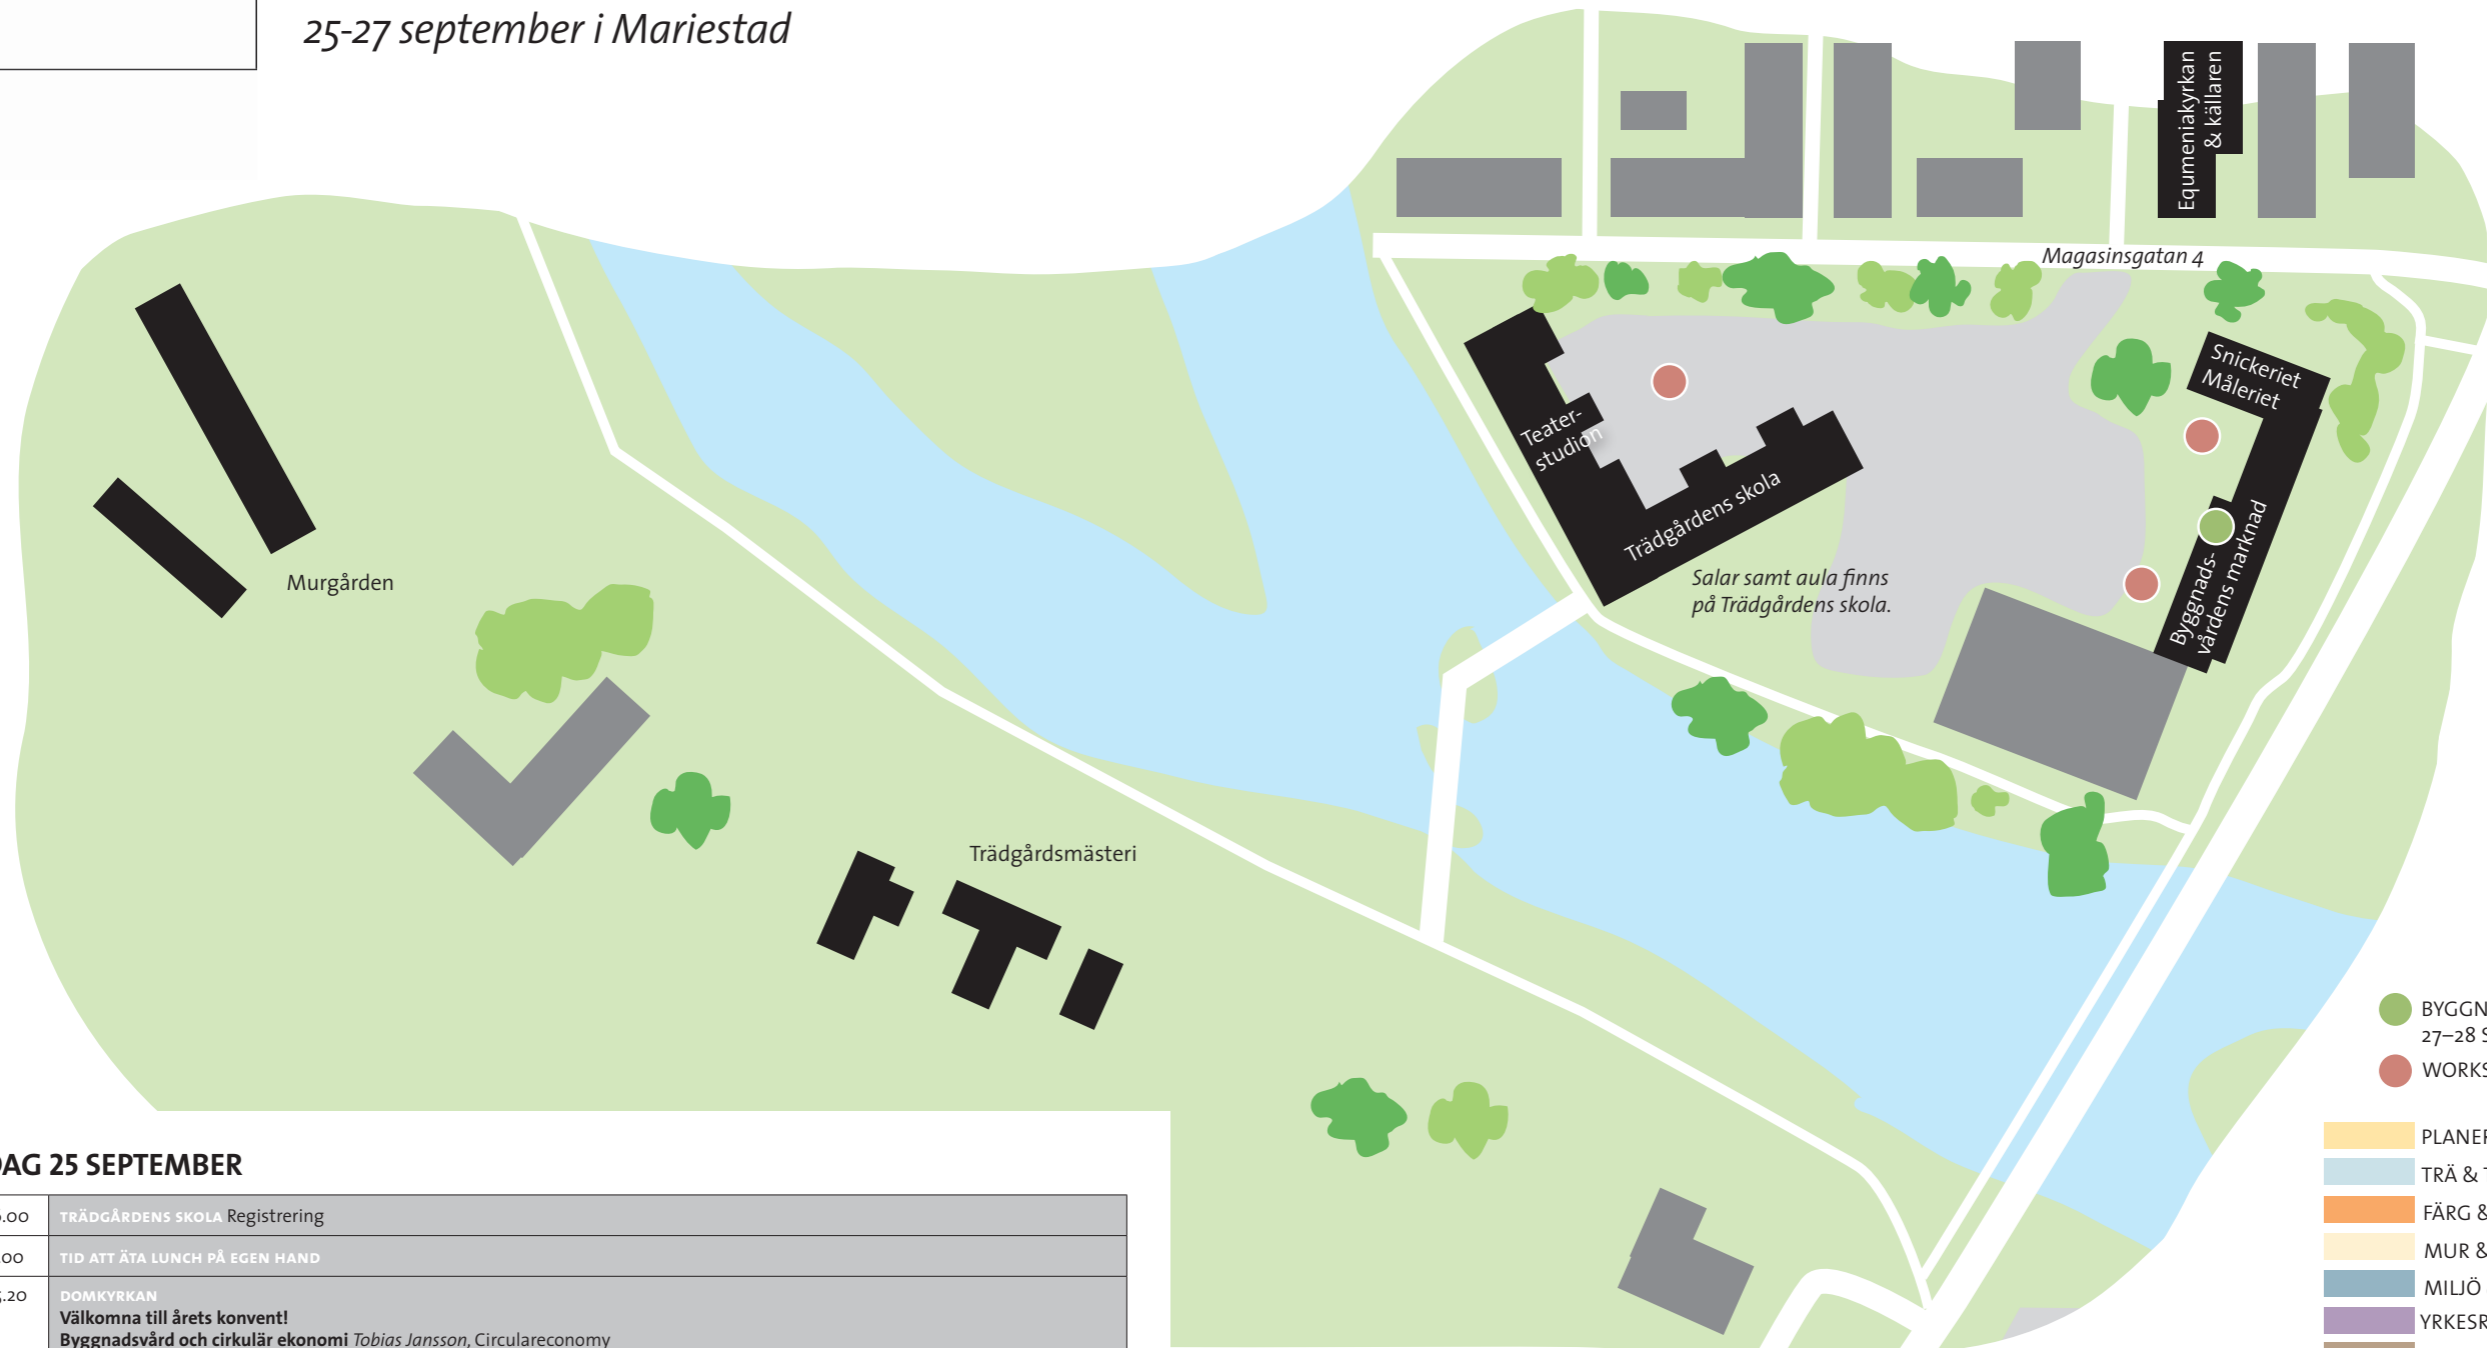 25-27 september i Mariestad
Equmeniakyrkan
& källaren
Magasinsgatan 4
Snickeriet
Måleriet
Teater-
studion
Trädgårdens skola
Byggnads-
vårdens marknad
Salar samt aula finns
på Trädgårdens skola.
Murgården
Trädgårdsmästeri
BYGGN
27–28 S
WORKS
PLANER
TRÄ & T
FÄRG &
MUR &
MILJÖ
YRKESR
DAG 25 SEPTEMBER
.00 TRÄDGÅRDENS SKOLA Registrering
.00 TID ATT ÄTA LUNCH PÅ EGEN HAND
.20 DOMKYRKAN
Välkomna till årets konvent!
Byggnadsvård och cirkulär ekonomi Tobias Jansson, Circulareconomy